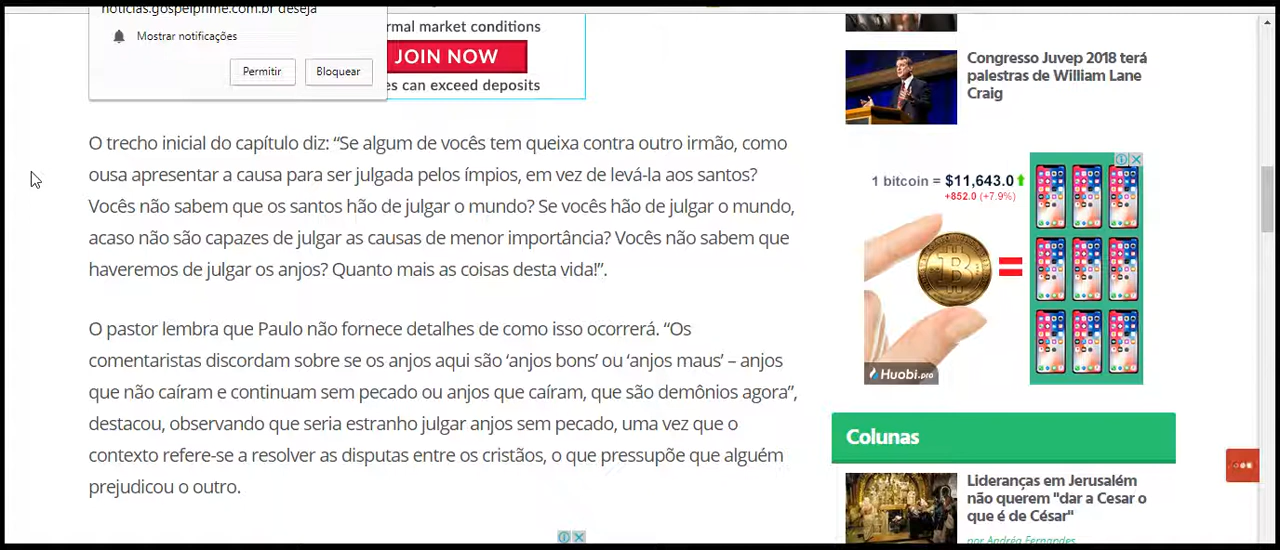 noticias.gospelprime.com.br deseja
Mostrar notificações
Permitir
Bloquear
rmal market conditions
JOIN NOW
es can exceed deposits
O trecho inicial do capítulo diz: “Se algum de vocês tem queixa contra outro irmão, como
ousa apresentar a causa para ser julgada pelos ímpios, em vez de levá-la aos santos?
Vocês não sabem que os santos hão de julgar o mundo? Se vocês hão de julgar o mundo,
acaso não são capazes de julgar as causas de menor importância? Vocês não sabem que
haveremos de julgar os anjos? Quanto mais as coisas desta vida!”.
O pastor lembra que Paulo não fornece detalhes de como isso ocorrerá. “Os
comentaristas discordam sobre se os anjos aqui são ‘anjos bons’ ou ‘anjos maus’ – anjos
que não caíram e continuam sem pecado ou anjos que caíram, que são demônios agora”,
destacou, observando que seria estranho julgar anjos sem pecado, uma vez que o
contexto refere-se a resolver as disputas entre os cristãos, o que pressupõe que alguém
prejudicou o outro.
Congresso Juvep 2018 terá
palestras de William Lane
Craig
1 bitcoin = $11,643.0
+852.0 (+7.9%)
B
Huobi.pro
Colunas
Lideranças em Jerusalém
não querem "dar a Cesar o
que é de César"
por Andréa Fernandes